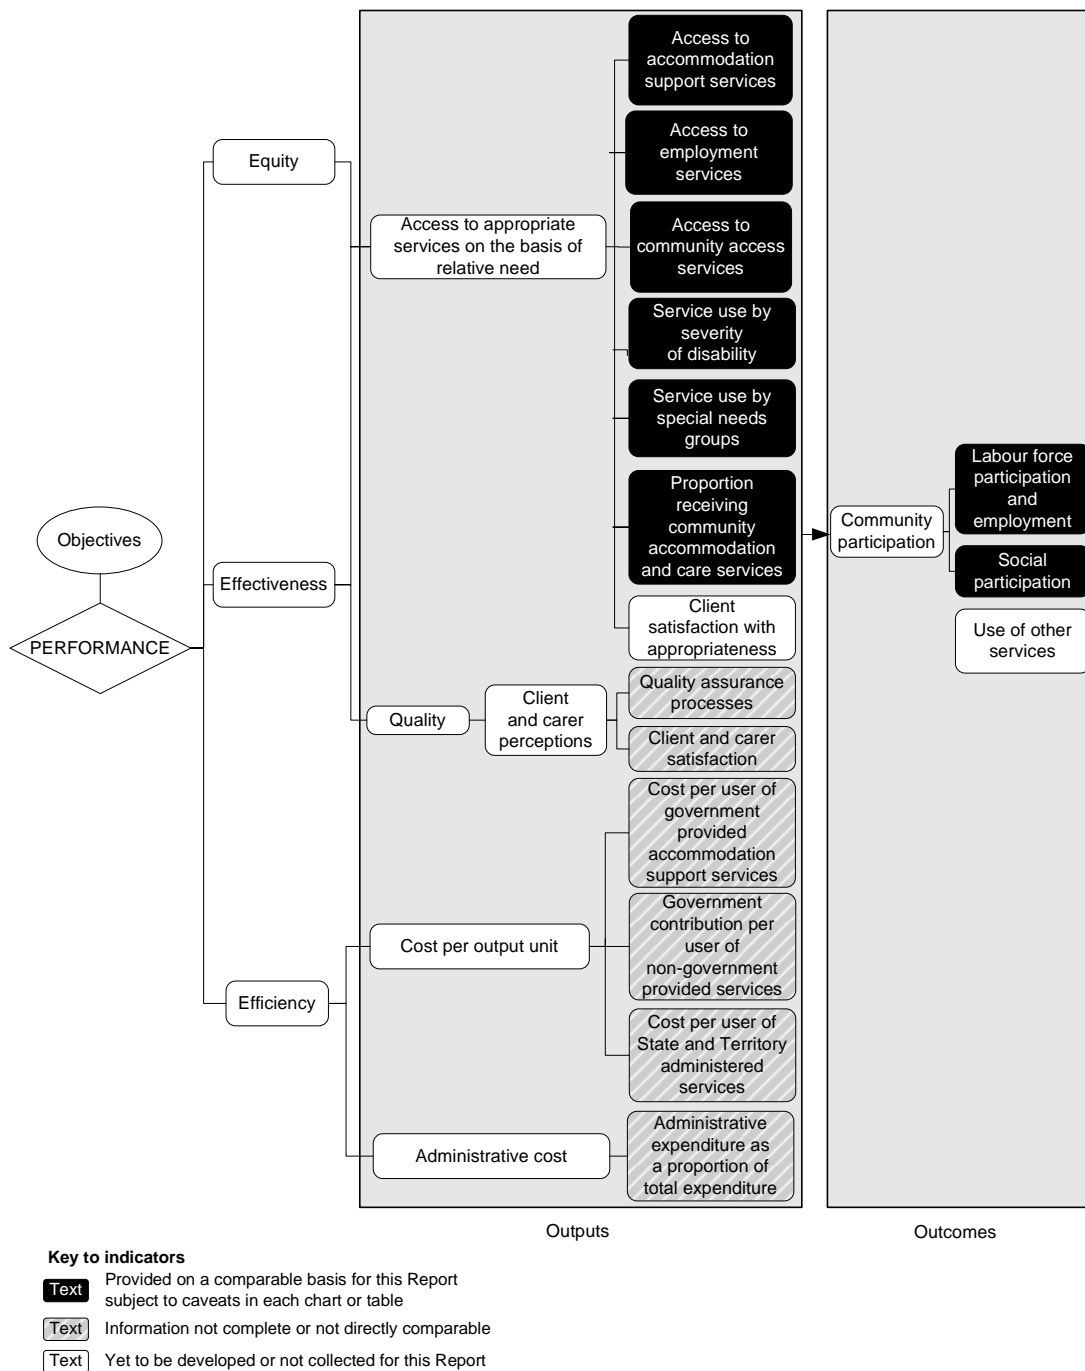 Objectives
PERFORMANCE
Equity
Effectiveness
Efficiency
Access to appropriate
services on the basis of
relative need
Quality
Client
and carer
perceptions
Cost per output unit
Administrative cost
Access to
accommodation
support services
Access to
employment
services
Access to
community access
services
Service use by
severity
of disability
Service use by
special needs
groups
Proportion
receiving
community
accommodation
and care services
Client
satisfaction with
appropriateness
Quality assurance
processes
Client and carer
satisfaction
Cost per user of
government
provided
accommodation
support services
Government
contribution per
user of
non-government
provided services
Cost per user of
State and Territory
administered
services
Administrative
expenditure as
a proportion of
total expenditure
Community
participation
Labour force
participation
and
employment
Social
participation
Use of other
services
Outputs
Outcomes
Key to indicators
Text
Provided on a comparable basis for this Report
subject to caveats in each chart or table
Text
Information not complete or not directly comparable
Text
Yet to be developed or not collected for this Report